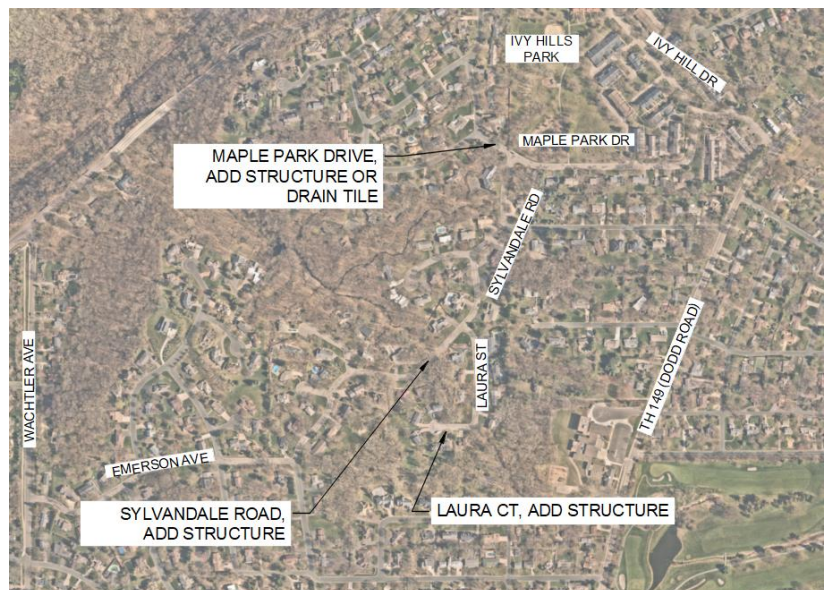 IVY HILLS
PARK
IVY HILL DR
MAPLE PARK DR
MAPLE PARK DRIVE,
ADD STRUCTURE OR
DRAIN TILE
SYLVANDALE RD
WACHTLER AVE
LAURA ST
TH 149 (DODD ROAD)
EMERSON AVE
SYLVANDALE ROAD,
ADD STRUCTURE
LAURA CT, ADD STRUCTURE